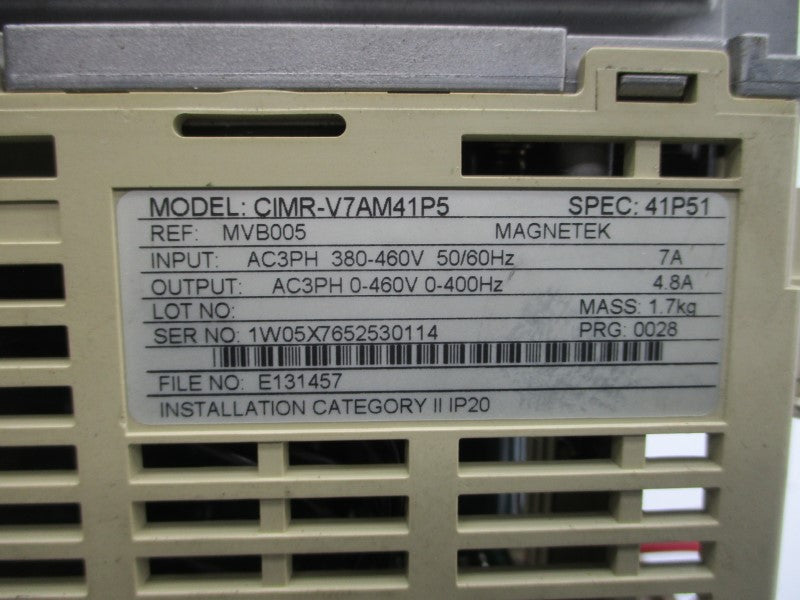 MODEL: CIMR-V7AM41P5 SPEC: 41P51
REF: MVB005 MAGNETEK
INPUT: AC3PH 380-460V 50/60Hz 7A
OUTPUT: AC3PH 0-460V 0-400Hz 4.8A
LOT NO: MASS: 1.7kg
SER NO: 1W05X7652530114 PRG: 0028
FILE NO: E131457
INSTALLATION CATEGORY II IP20